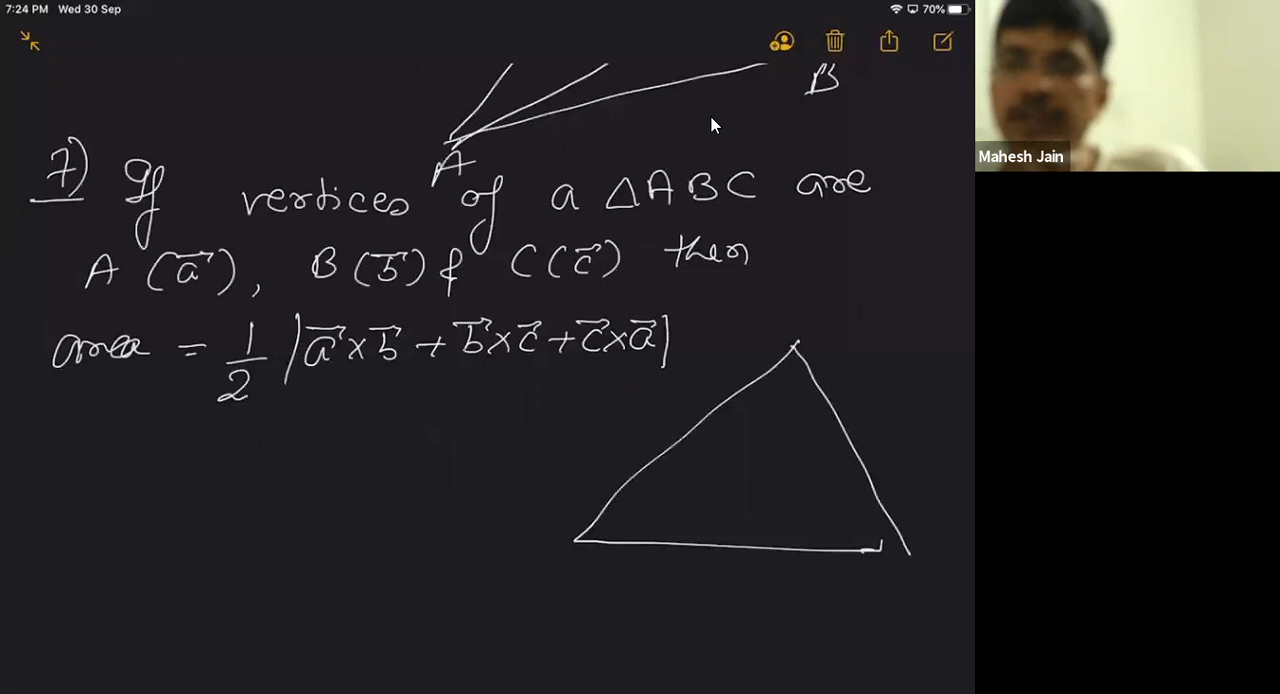 7:24 PM Wed 30 Sep
70%
B
Mahesh Jain
A
7) If vertices of a △ABC are
A (a⃗), B(b⃗) & C(c⃗) then
area = 1/2 |a⃗×b⃗ + b⃗×c⃗ + c⃗×a⃗|